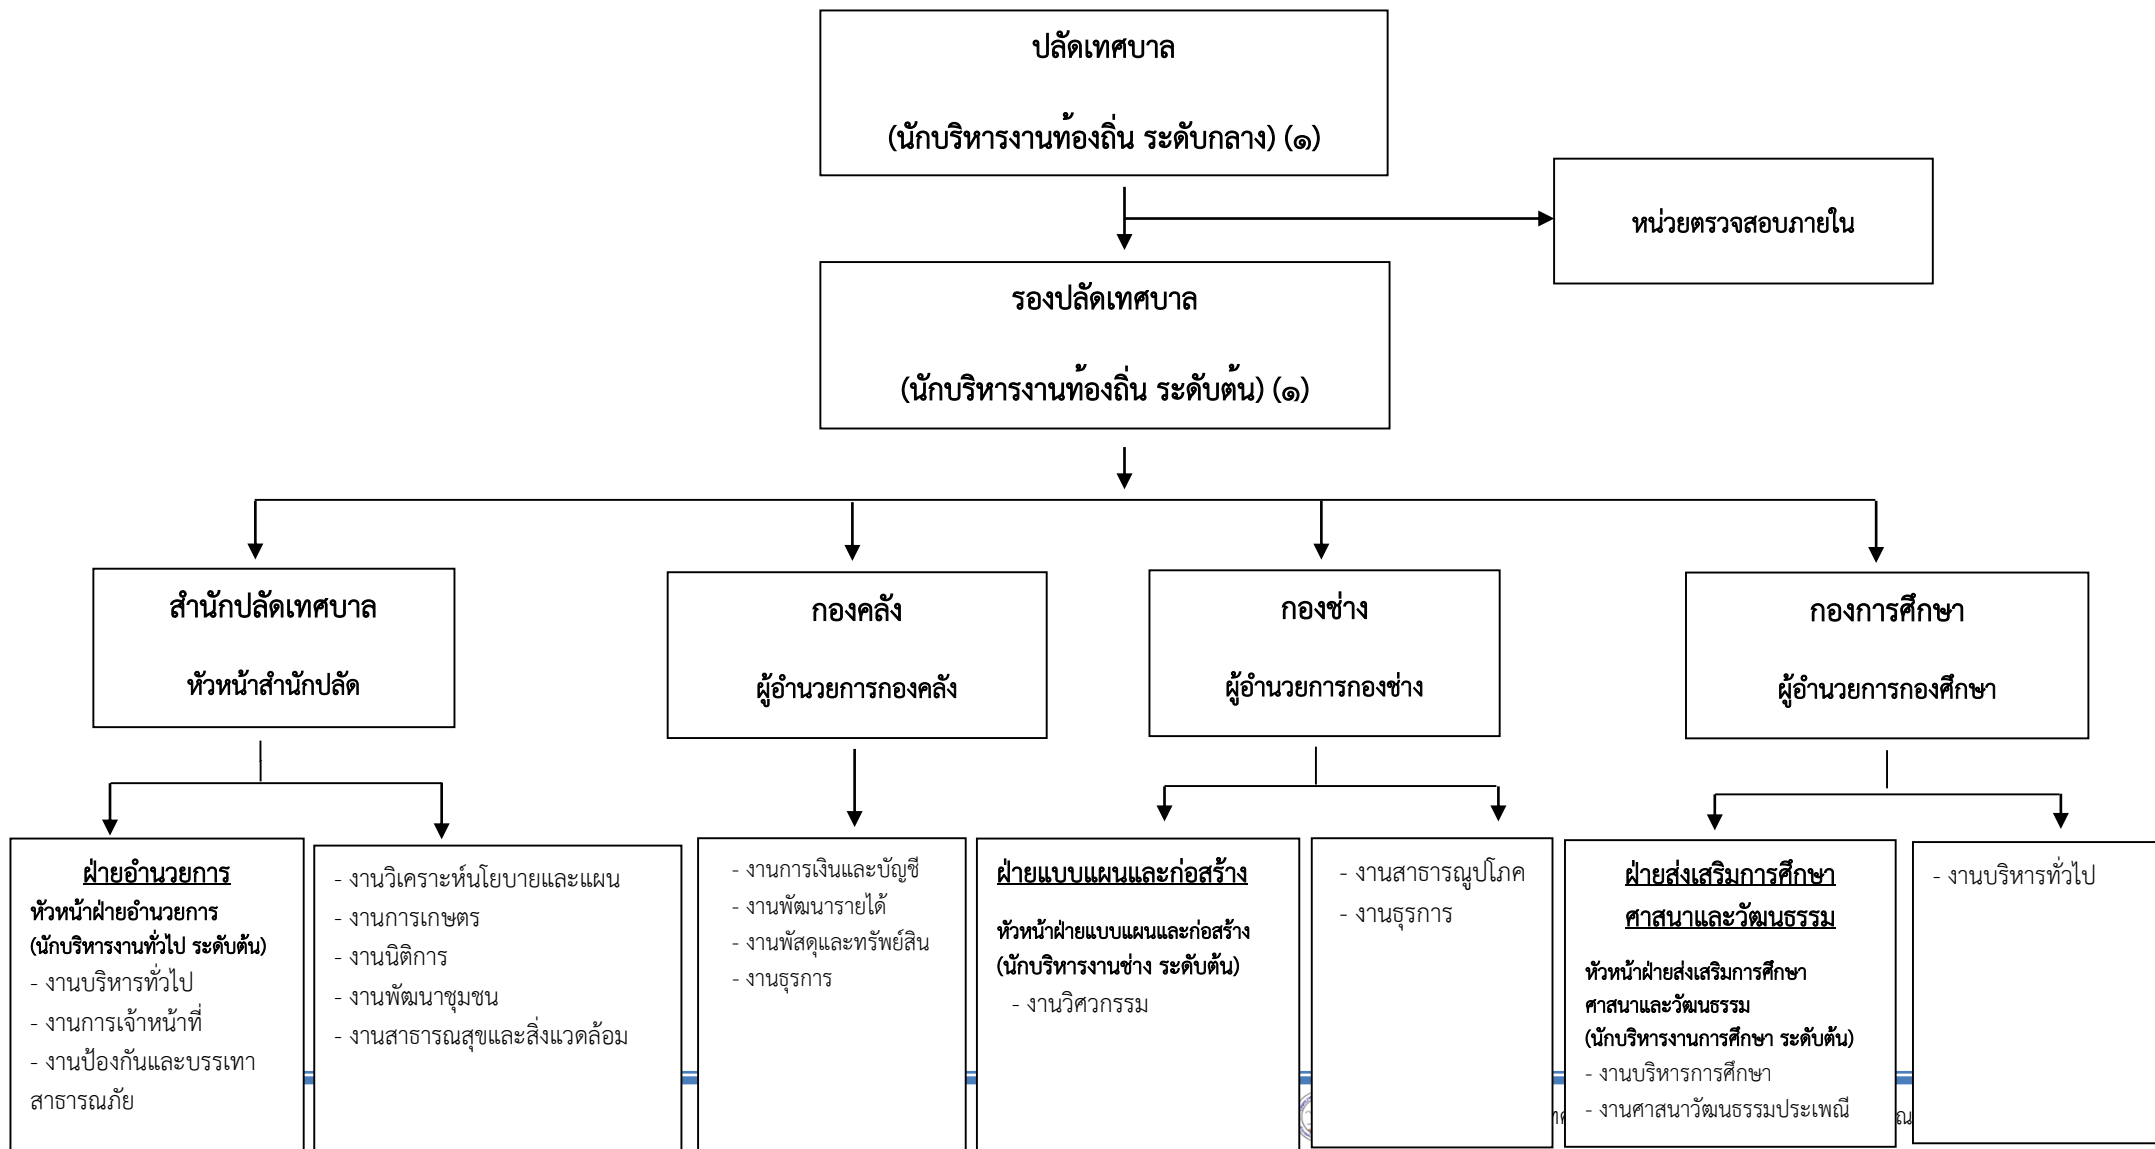 ปลัดเทศบาล
(นักบริหารงานท้องถิ่น ระดับกลาง) (๑)
หน่วยตรวจสอบภายใน
รองปลัดเทศบาล
(นักบริหารงานท้องถิ่น ระดับต้น) (๑)
สำนักปลัดเทศบาล
หัวหน้าสำนักปลัด
กองคลัง
ผู้อำนวยการกองคลัง
กองช่าง
ผู้อำนวยการกองช่าง
กองการศึกษา
ผู้อำนวยการกองศึกษา
ฝ่ายอำนวยการ
หัวหน้าฝ่ายอำนวยการ
(นักบริหารงานทั่วไป ระดับต้น)
- งานบริหารทั่วไป
- งานการเจ้าหน้าที่
- งานป้องกันและบรรเทา
สาธารณภัย
- งานวิเคราะห์นโยบายและแผน
- งานการเกษตร
- งานนิติการ
- งานพัฒนาชุมชน
- งานสาธารณสุขและสิ่งแวดล้อม
- งานการเงินและบัญชี
- งานพัฒนารายได้
- งานพัสดุและทรัพย์สิน
- งานธุรการ
ฝ่ายแบบแผนและก่อสร้าง
หัวหน้าฝ่ายแบบแผนและก่อสร้าง
(นักบริหารงานช่าง ระดับต้น)
- งานวิศวกรรม
- งานสาธารณูปโภค
- งานธุรการ
ฝ่ายส่งเสริมการศึกษา
ศาสนาและวัฒนธรรม
หัวหน้าฝ่ายส่งเสริมการศึกษา
ศาสนาและวัฒนธรรม
(นักบริหารงานการศึกษา ระดับต้น)
- งานบริหารการศึกษา
- งานศาสนาวัฒนธรรมประเพณี
- งานบริหารทั่วไป